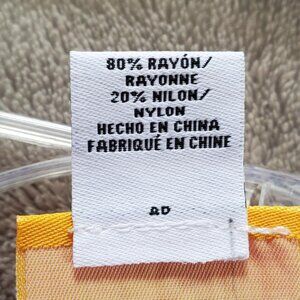 80% RAYÓN/
RAYONNE
20% NILON/
NYLON
HECHO EN CHINA
FABRIQUÉ EN CHINE